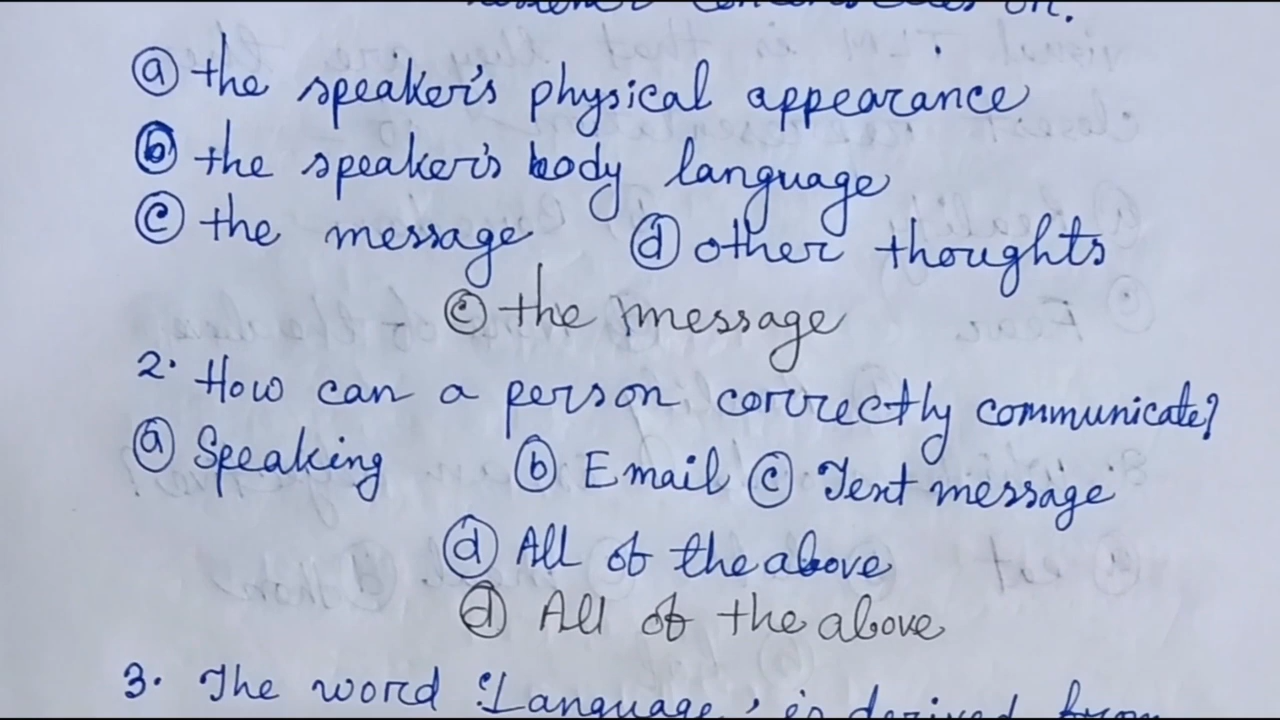 on.
ⓐ the speaker's physical appearance
ⓑ the speaker's body language
ⓒ the message ⓓ other thoughts
ⓒ the message
2. How can a person correctly communicate?
ⓐ Speaking ⓑ Email ⓒ Text message
ⓓ All of the above
ⓓ All of the above
3. The word 'Language' is derived from